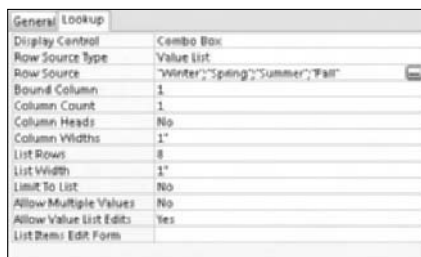 General Lookup
Display Control Combo Box
Row Source Type Value List
Row Source "Winter";"Spring";"Summer";"Fall"
Bound Column 1
Column Count 1
Column Heads No
Column Widths 1"
List Rows 8
List Width 1"
Limit To List No
Allow Multiple Values No
Allow Value List Edits Yes
List Items Edit Form